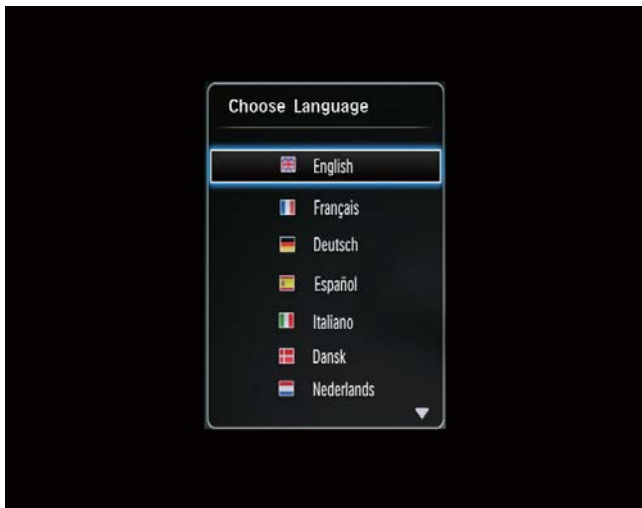 Choose Language
English
Français
Deutsch
Español
Italiano
Dansk
Nederlands